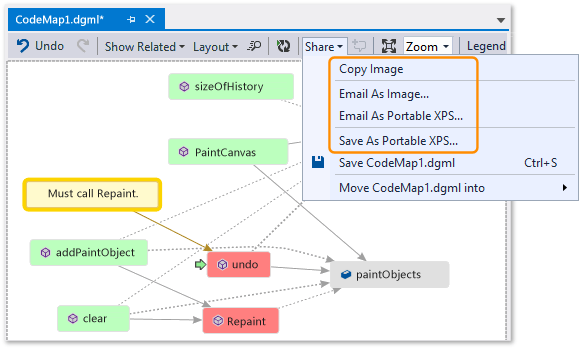 CodeMap1.dgml*
Undo
Show Related
Layout
Share
Zoom
Legend
Copy Image
Email As Image...
Email As Portable XPS...
Save As Portable XPS...
Save CodeMap1.dgml Ctrl+S
Move CodeMap1.dgml into
sizeOfHistory
PaintCanvas
Must call Repaint.
addPaintObject
undo
paintObjects
clear
Repaint